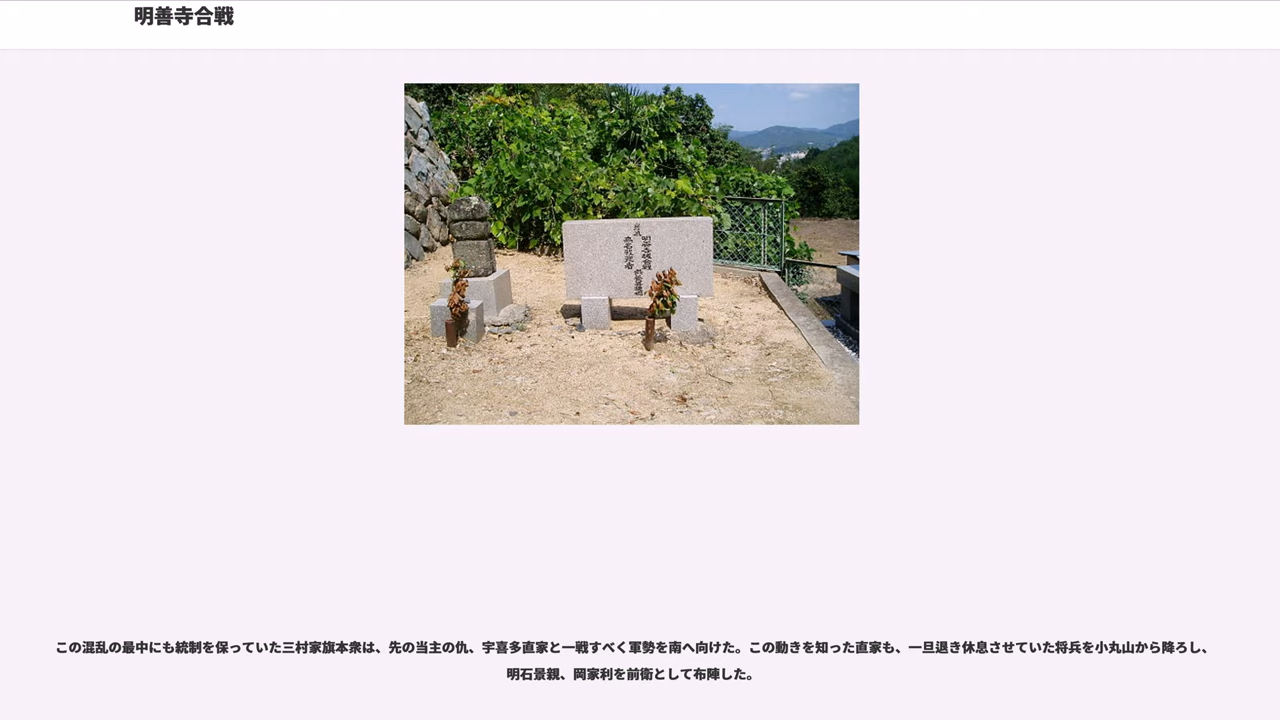 明善寺合戦
この混乱の最中にも統制を保っていた三村家旗本衆は、先の当主の仇、宇喜多直家と一戦すべく軍勢を南へ向けた。この動きを知った直家も、一旦退き休息させていた将兵を小丸山から降ろし、
明石景親、岡家利を前衛として布陣した。